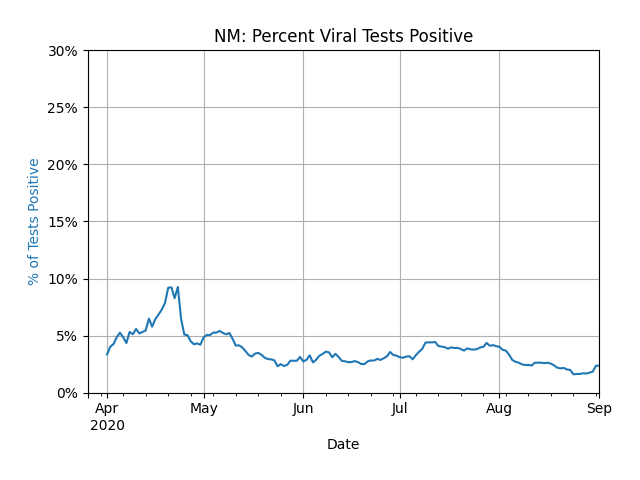 NM: Percent Viral Tests Positive
30%
25%
20%
15%
10%
5%
0%
% of Tests Positive
Apr May Jun Jul Aug Sep
2020
Date